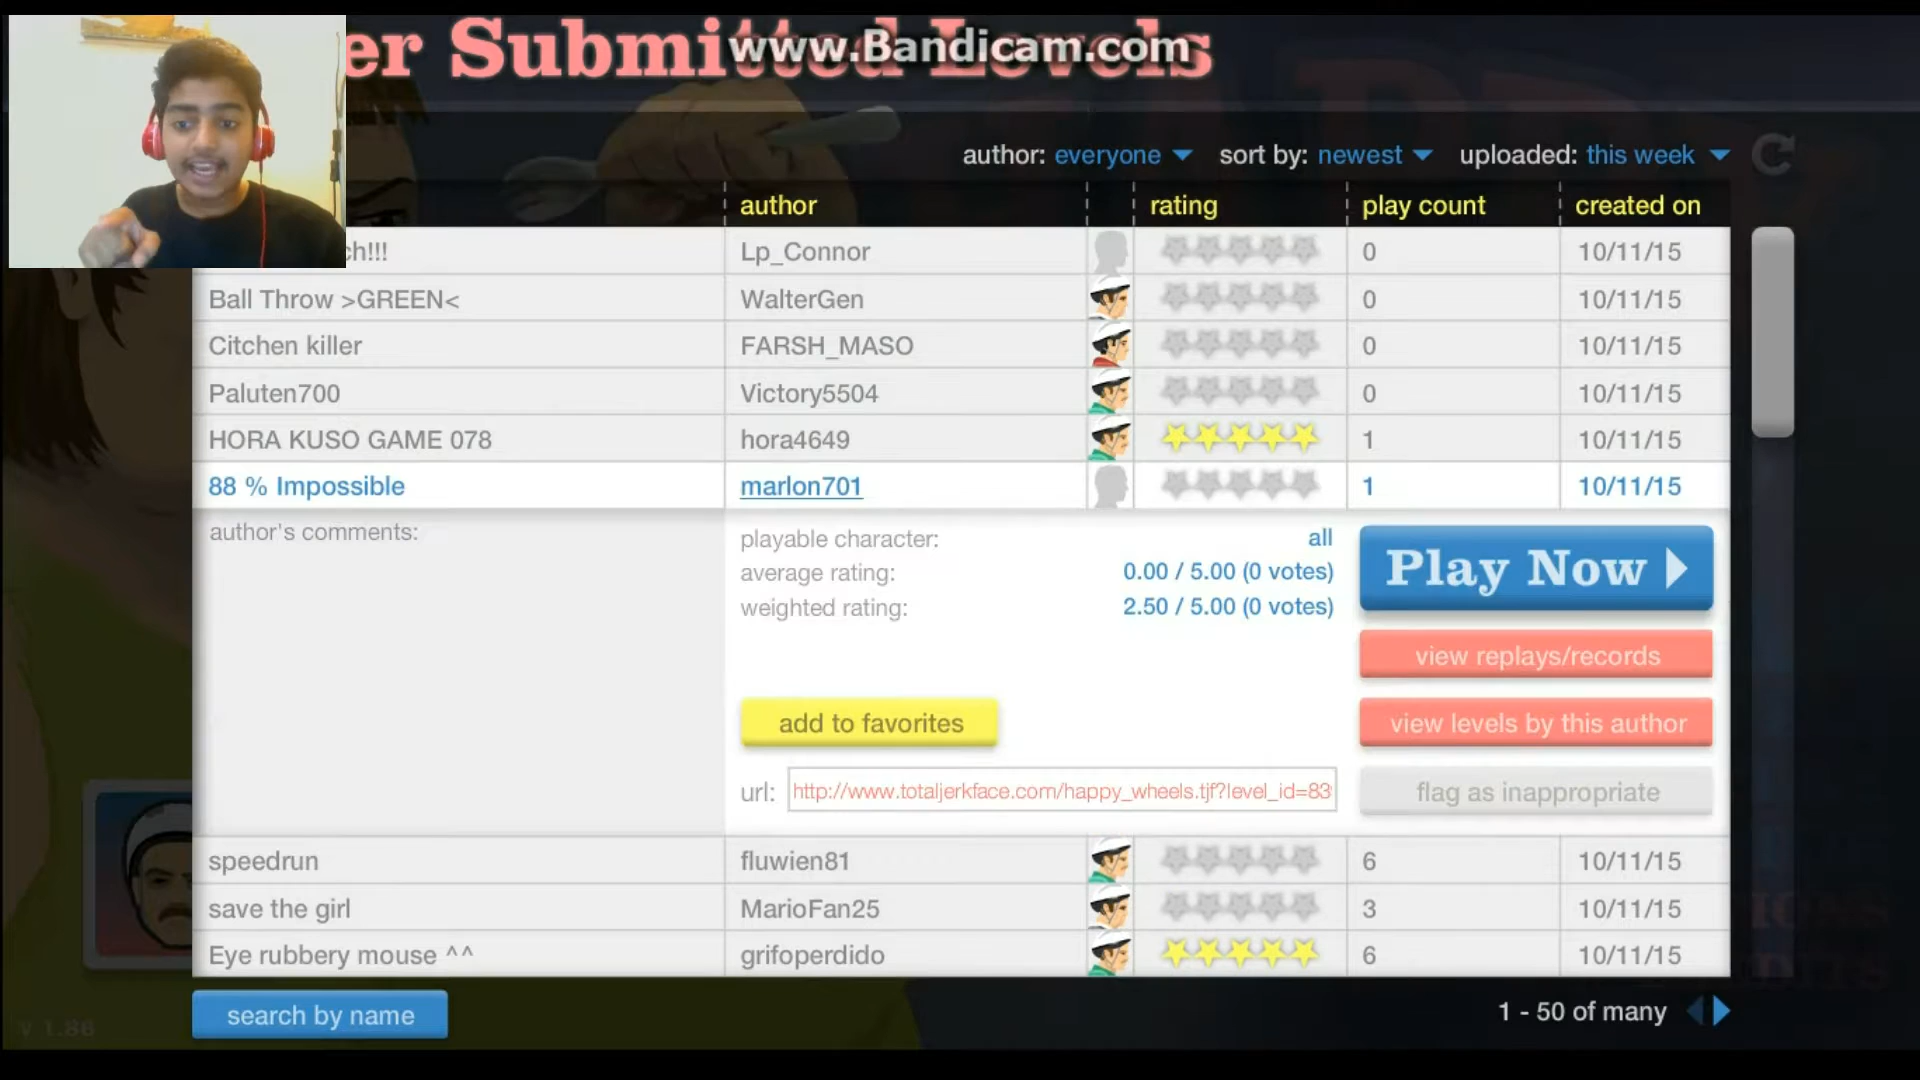 er Submitted Levels
www.Bandicam.com
author: everyone sort by: newest uploaded: this week
author rating play count created on
ch!!! Lp_Connor 0 10/11/15
Ball Throw >GREEN< WalterGen 0 10/11/15
Citchen killer FARSH_MASO 0 10/11/15
Paluten700 Victory5504 0 10/11/15
HORA KUSO GAME 078 hora4649 1 10/11/15
88 % Impossible marlon701 1 10/11/15
author's comments: playable character: all
average rating: 0.00 / 5.00 (0 votes)
weighted rating: 2.50 / 5.00 (0 votes)
Play Now
view replays/records
add to favorites view levels by this author
url: http://www.totaljerkface.com/happy_wheels.tjf?level_id=83 flag as inappropriate
speedrun fluwien81 6 10/11/15
save the girl MarioFan25 3 10/11/15
Eye rubbery mouse ^^ grifoperdido 6 10/11/15
search by name 1 - 50 of many
v 1.86